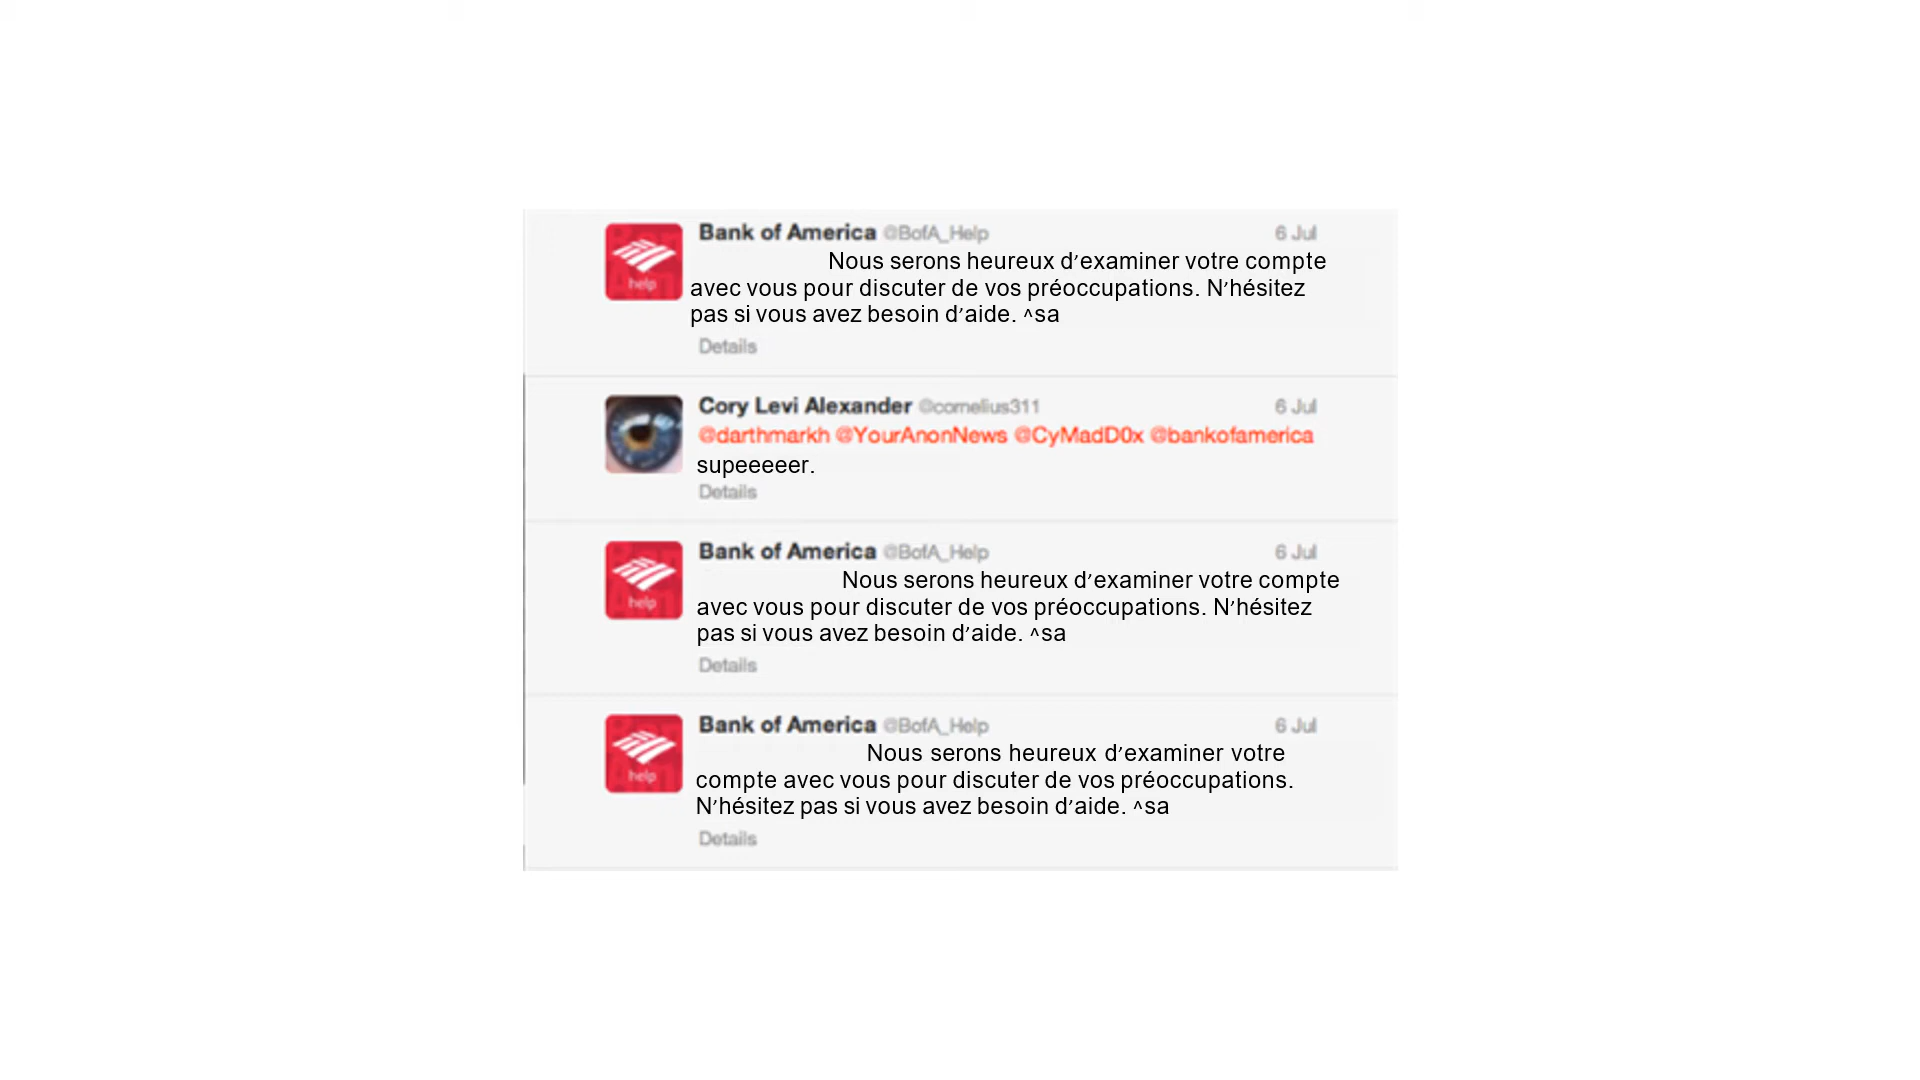 Bank of America @BofA_Help 6 Jul
Nous serons heureux d’examiner votre compte
avec vous pour discuter de vos préoccupations. N’hésitez
pas si vous avez besoin d’aide. ^sa
help
Details
Cory Levi Alexander @cornelius311 6 Jul
@darthmarkh @YourAnonNews @CyMadD0x @bankofamerica
supeeeeer.
Details
Bank of America @BofA_Help 6 Jul
Nous serons heureux d’examiner votre compte
avec vous pour discuter de vos préoccupations. N’hésitez
pas si vous avez besoin d’aide. ^sa
help
Details
Bank of America @BofA_Help 6 Jul
Nous serons heureux d’examiner votre
compte avec vous pour discuter de vos préoccupations.
N’hésitez pas si vous avez besoin d’aide. ^sa
help
Details